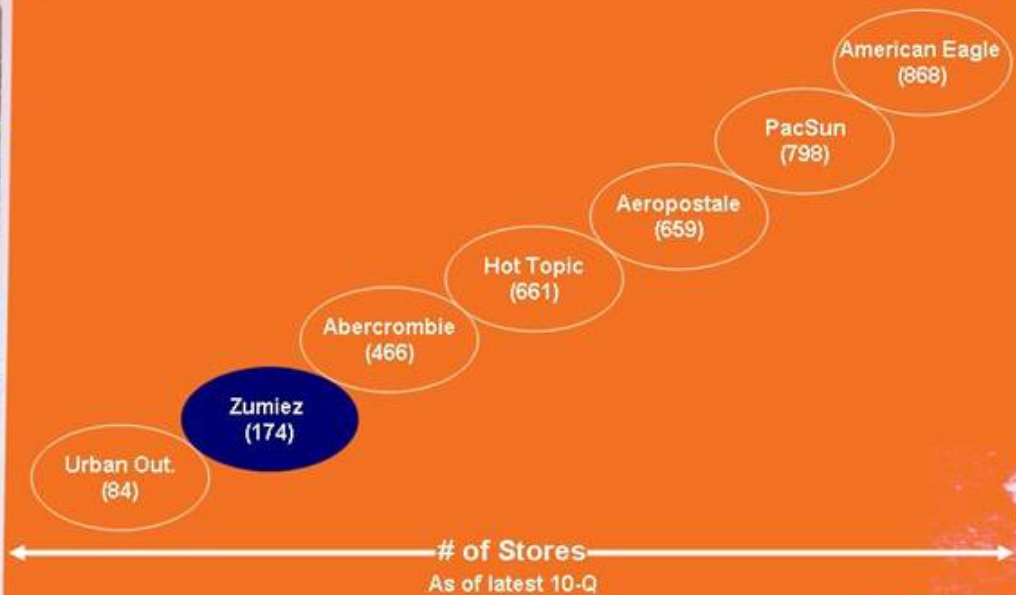 American Eagle
(868)
PacSun
(798)
Aeropostale
(659)
Hot Topic
(661)
Abercrombie
(466)
Zumiez
(174)
Urban Out.
(84)
# of Stores
As of latest 10-Q